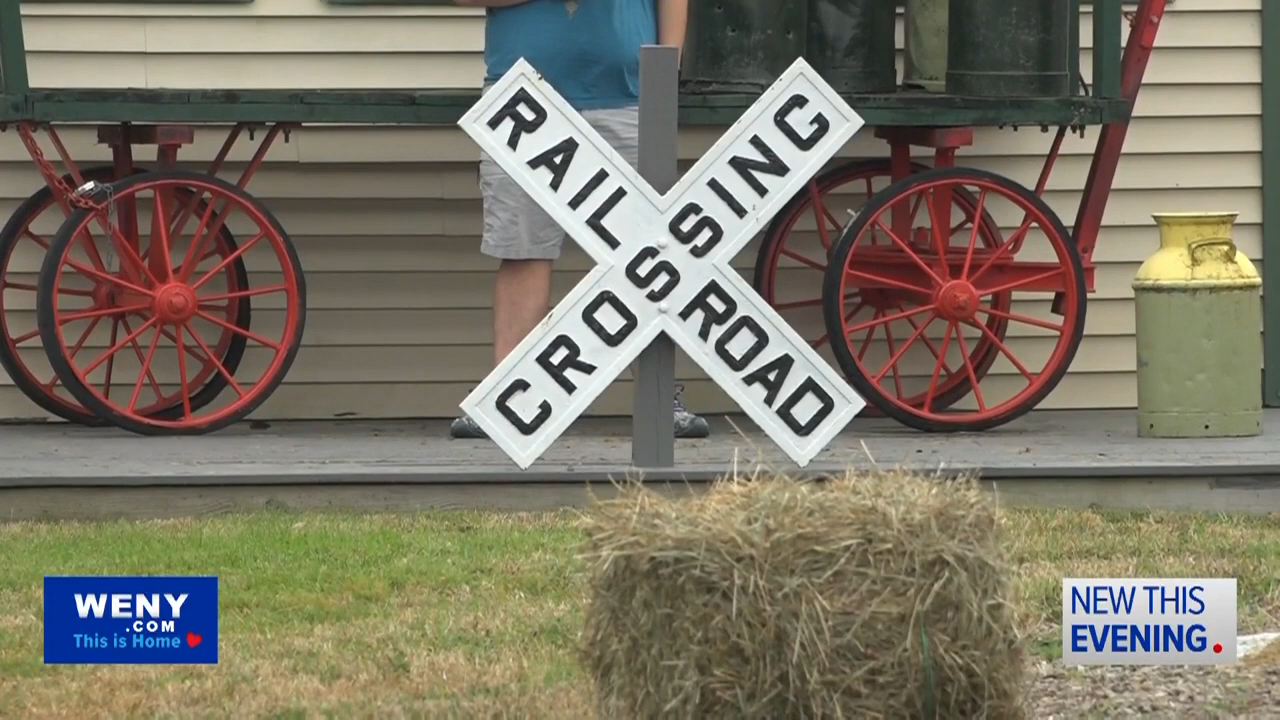 RAILROAD
CROSSING
WENY
.COM
This is Home
NEW THIS
EVENING.